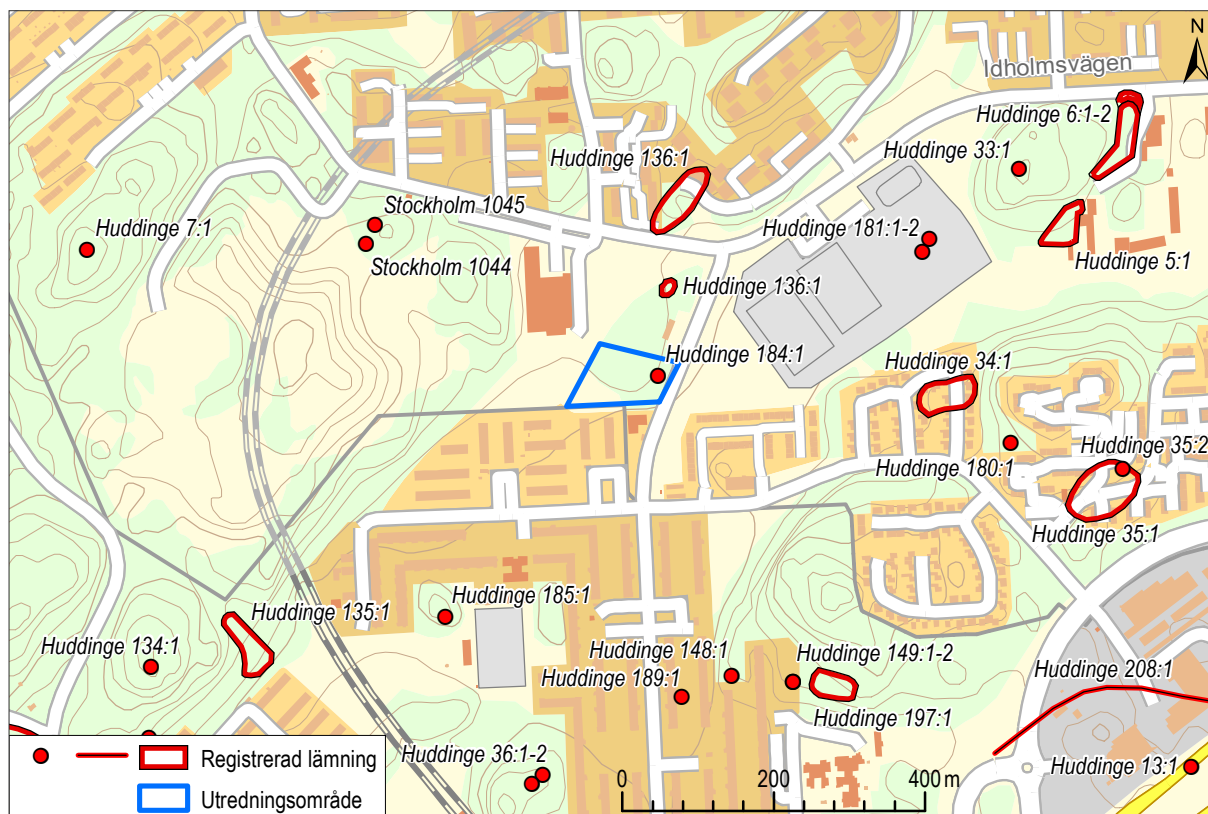 N
Idholmsvägen
Huddinge 6:1-2
Huddinge 136:1
Huddinge 33:1
Stockholm 1045
Huddinge 7:1
Huddinge 181:1-2
Stockholm 1044
Huddinge 5:1
Huddinge 136:1
Huddinge 184:1
Huddinge 34:1
Huddinge 35:2
Huddinge 180:1
Huddinge 35:1
Huddinge 185:1
Huddinge 135:1
Huddinge 134:1
Huddinge 148:1
Huddinge 149:1-2
Huddinge 208:1
Huddinge 189:1
Huddinge 197:1
Huddinge 36:1-2
Huddinge 13:1
Registrerad lämning
Utredningsområde
0 200 400 m